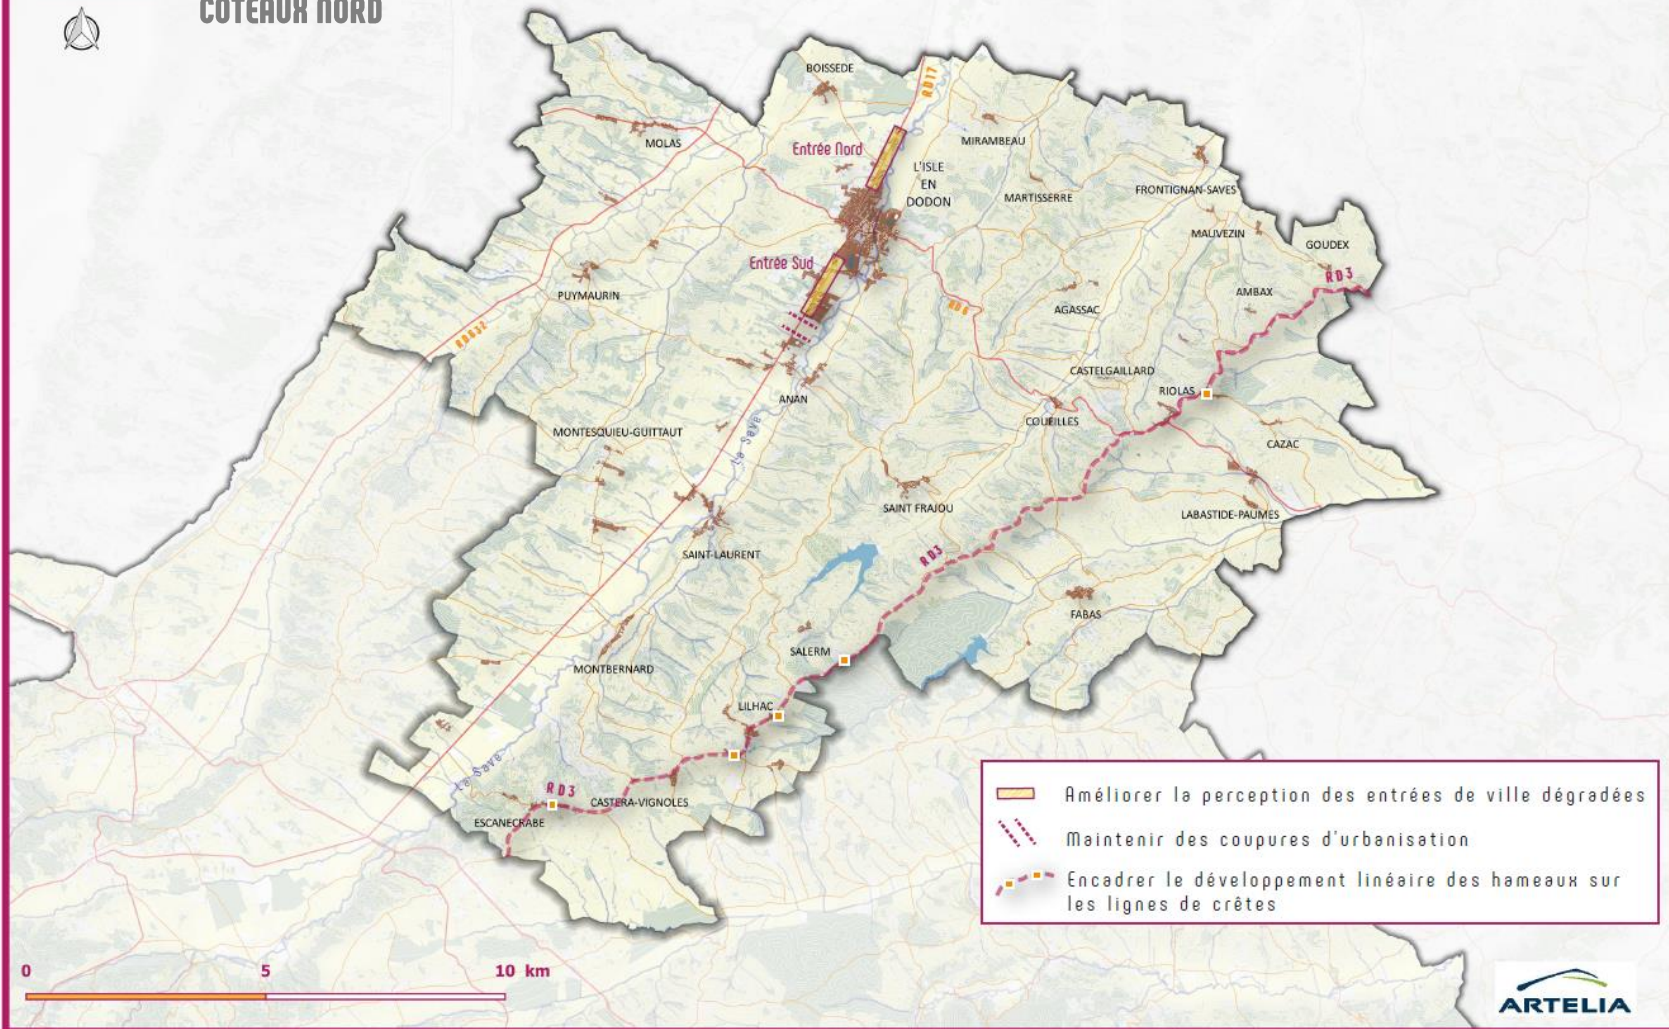 COTEAUX NORD
BOISSEDE
RD17
MOLAS
Entrée Nord
MIRAMBEAU
L'ISLE
EN
DODON
MARTISSERRE
FRONTIGNAN-SAVES
MAUVEZIN
GOUDEX
Entrée Sud
RD3
PUYMAURIN
AMBAX
AGASSAC
RD6
RD632
CASTELGAILLARD
RIOLAS
ANAN
COUEILLES
MONTESQUIEU-GUITTAUT
La Save
CAZAC
SAINT FRAJOU
LABASTIDE-PAUMES
SAINT-LAURENT
RD3
FABAS
SALERM
MONTBERNARD
LILHAC
La Save
RD3
CASTERA-VIGNOLES
ESCANECRABE
Améliorer la perception des entrées de ville dégradées
Maintenir des coupures d'urbanisation
Encadrer le développement linéaire des hameaux sur
les lignes de crêtes
0 5 10 km
ARTELIA